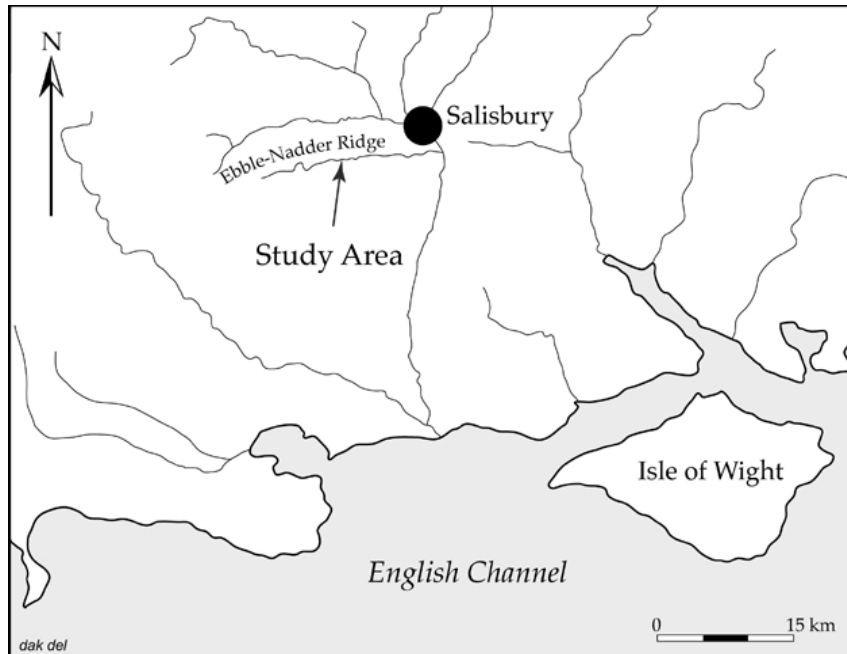 N
Salisbury
Ebble-Nadder Ridge
Study Area
Isle of Wight
English Channel
0 15 km
dak del